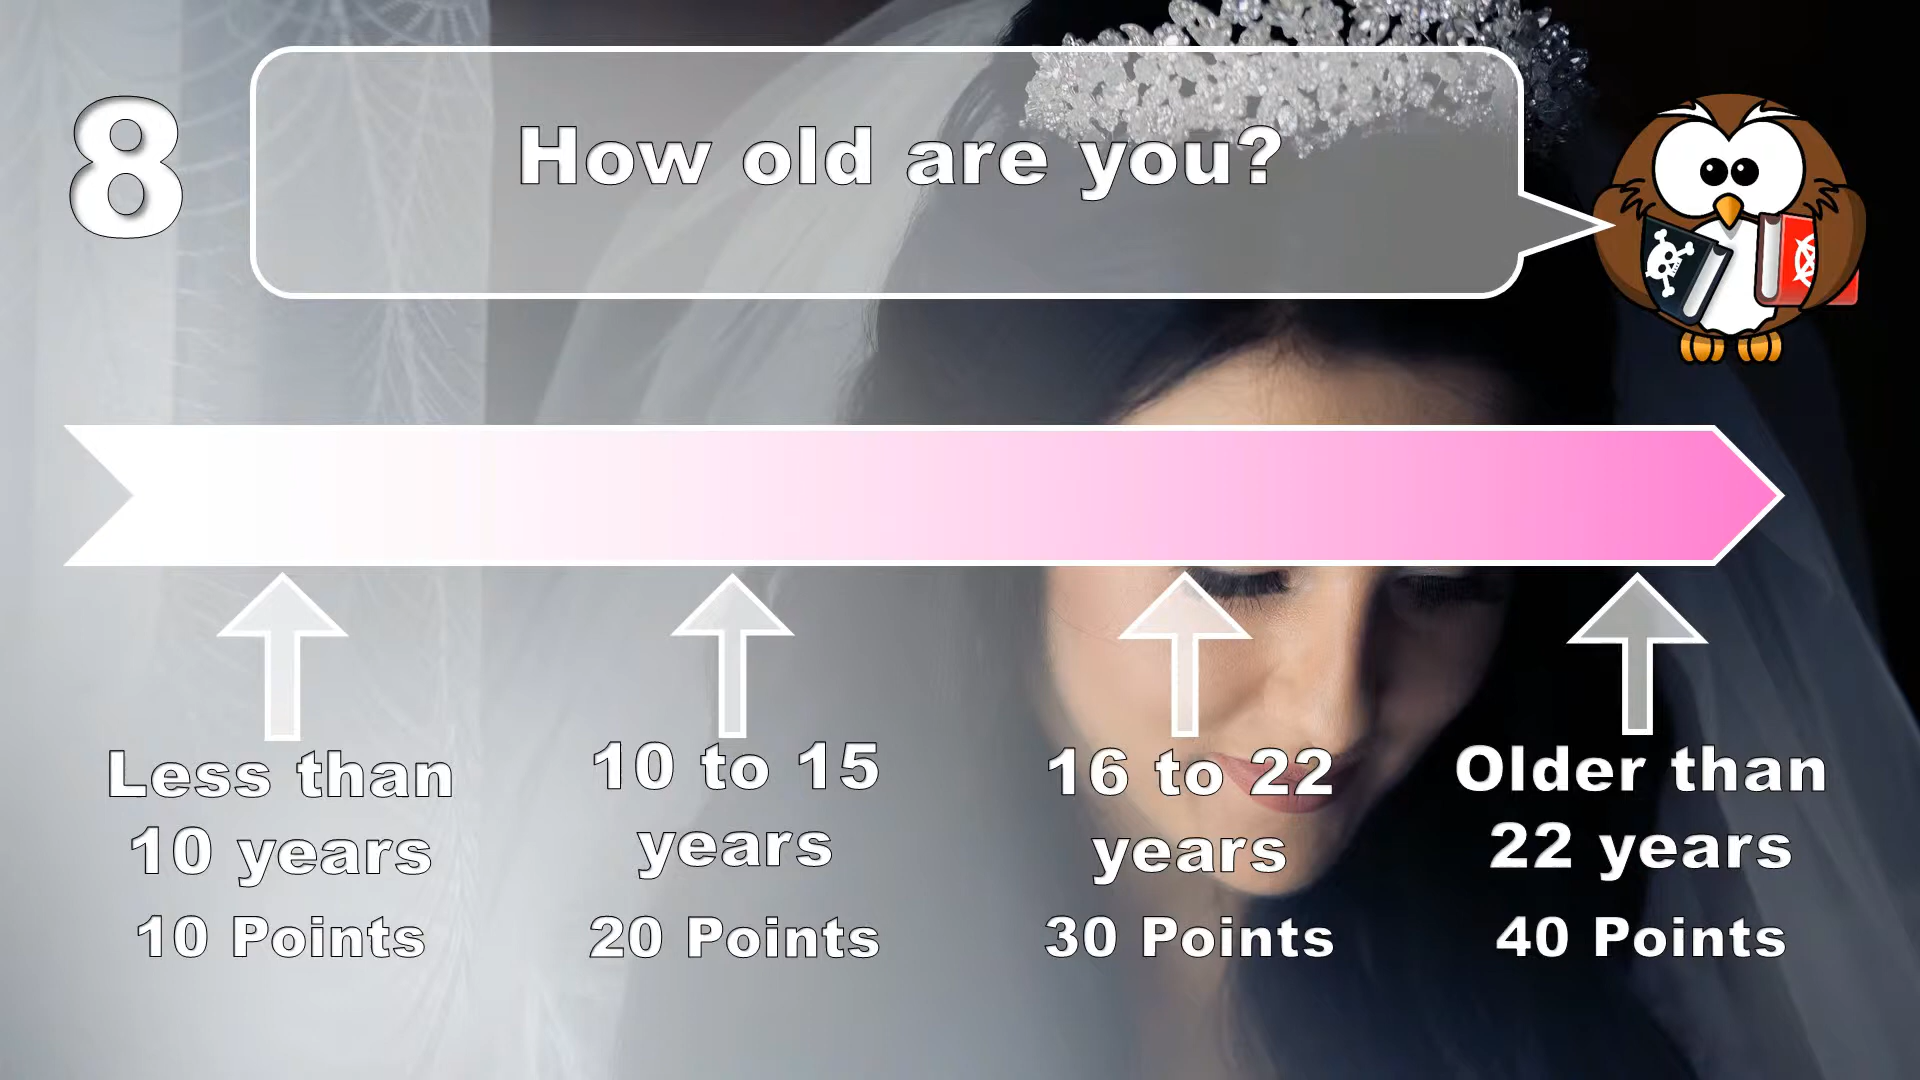 8
How old are you?
Less than
10 years
10 Points
10 to 15
years
20 Points
16 to 22
years
30 Points
Older than
22 years
40 Points